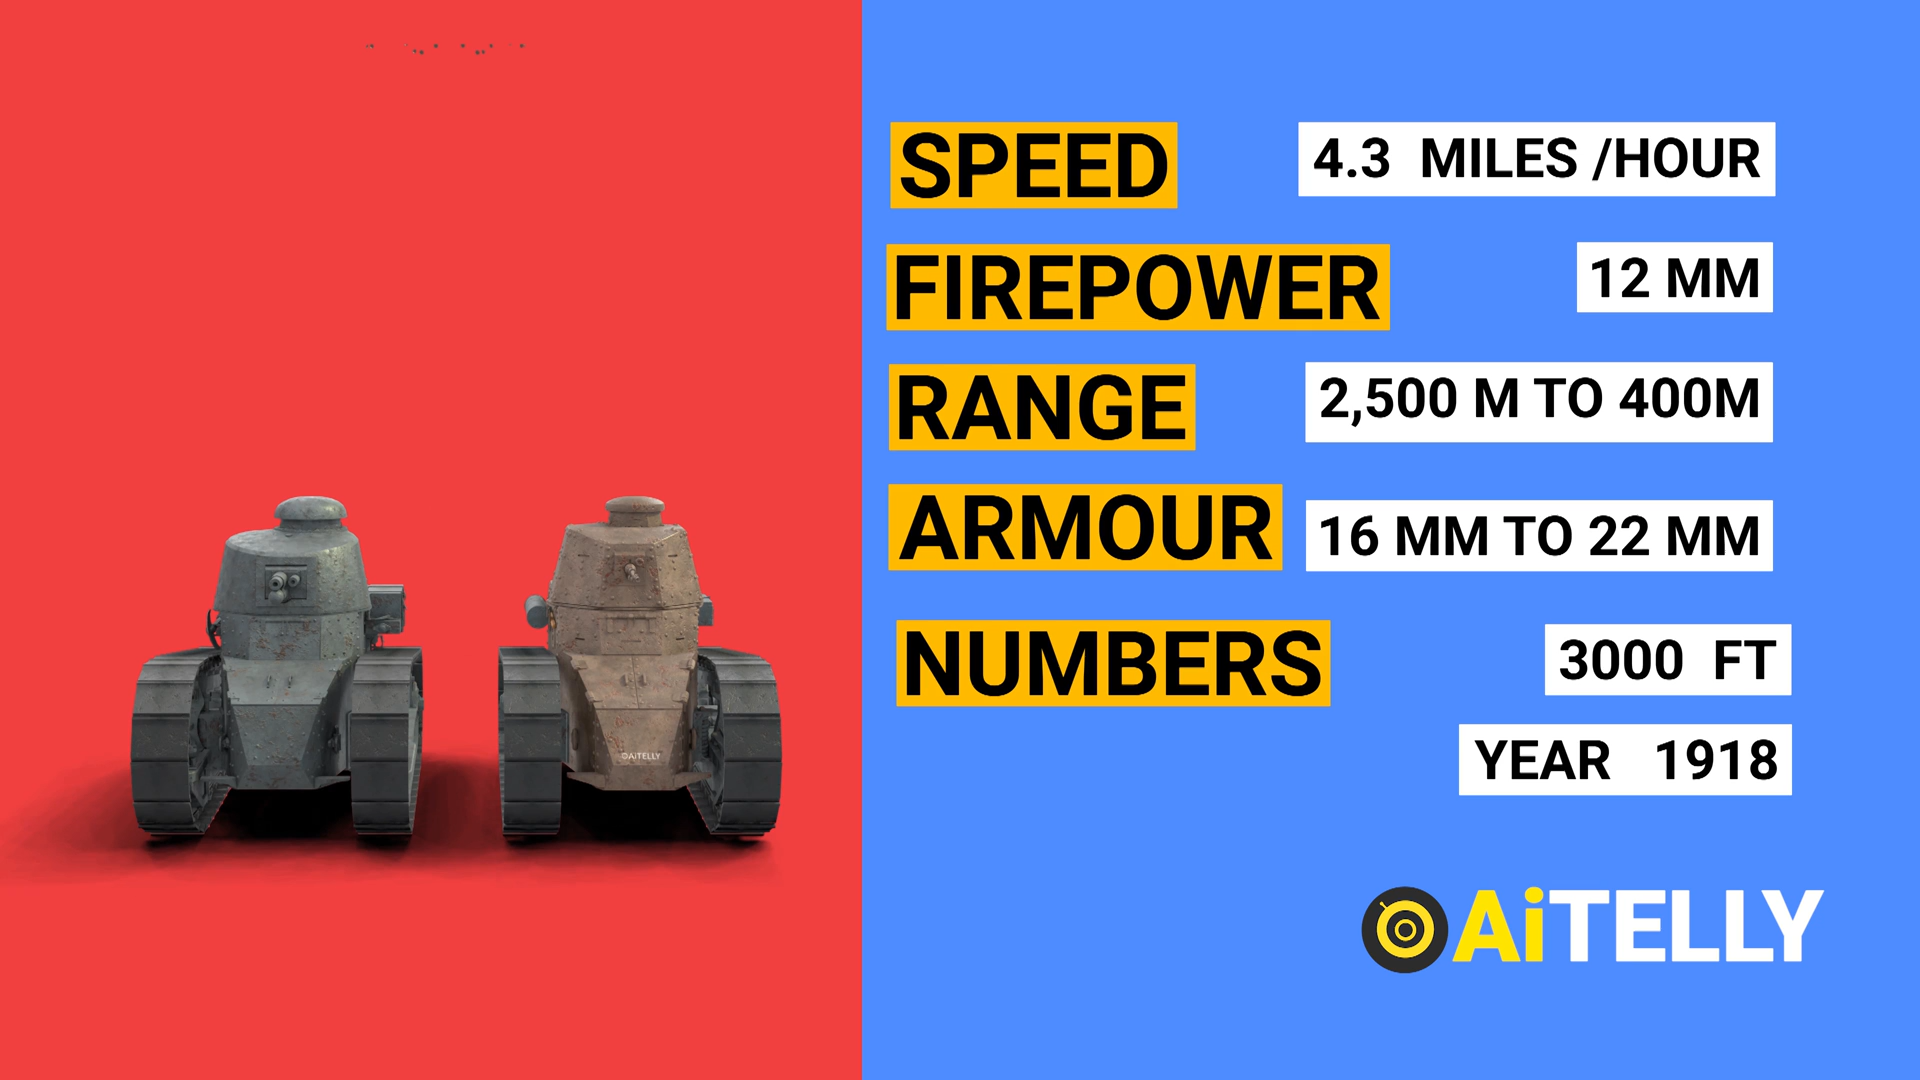 SPEED 4.3 MILES /HOUR
FIREPOWER 12 MM
RANGE 2,500 M TO 400M
ARMOUR 16 MM TO 22 MM
NUMBERS 3000 FT
YEAR 1918
AiTELLY
AiTELLY